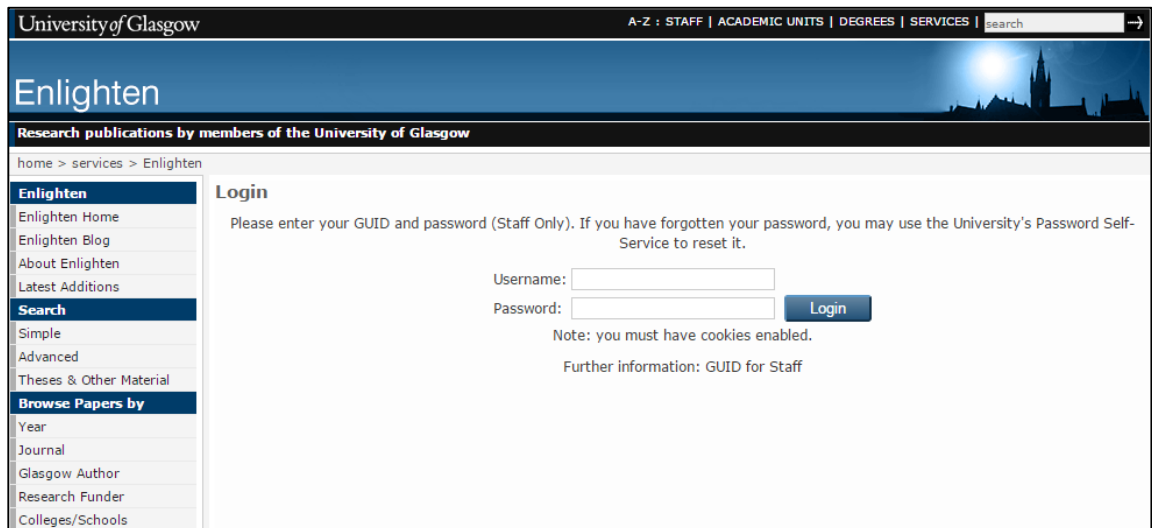 University of Glasgow
A-Z : STAFF | ACADEMIC UNITS | DEGREES | SERVICES | search
Enlighten
Research publications by members of the University of Glasgow
home > services > Enlighten
Enlighten
Enlighten Home
Enlighten Blog
About Enlighten
Latest Additions
Search
Simple
Advanced
Theses & Other Material
Browse Papers by
Year
Journal
Glasgow Author
Research Funder
Colleges/Schools
Login
Please enter your GUID and password (Staff Only). If you have forgotten your password, you may use the University's Password Self-
Service to reset it.
Username:
Password: Login
Note: you must have cookies enabled.
Further information: GUID for Staff